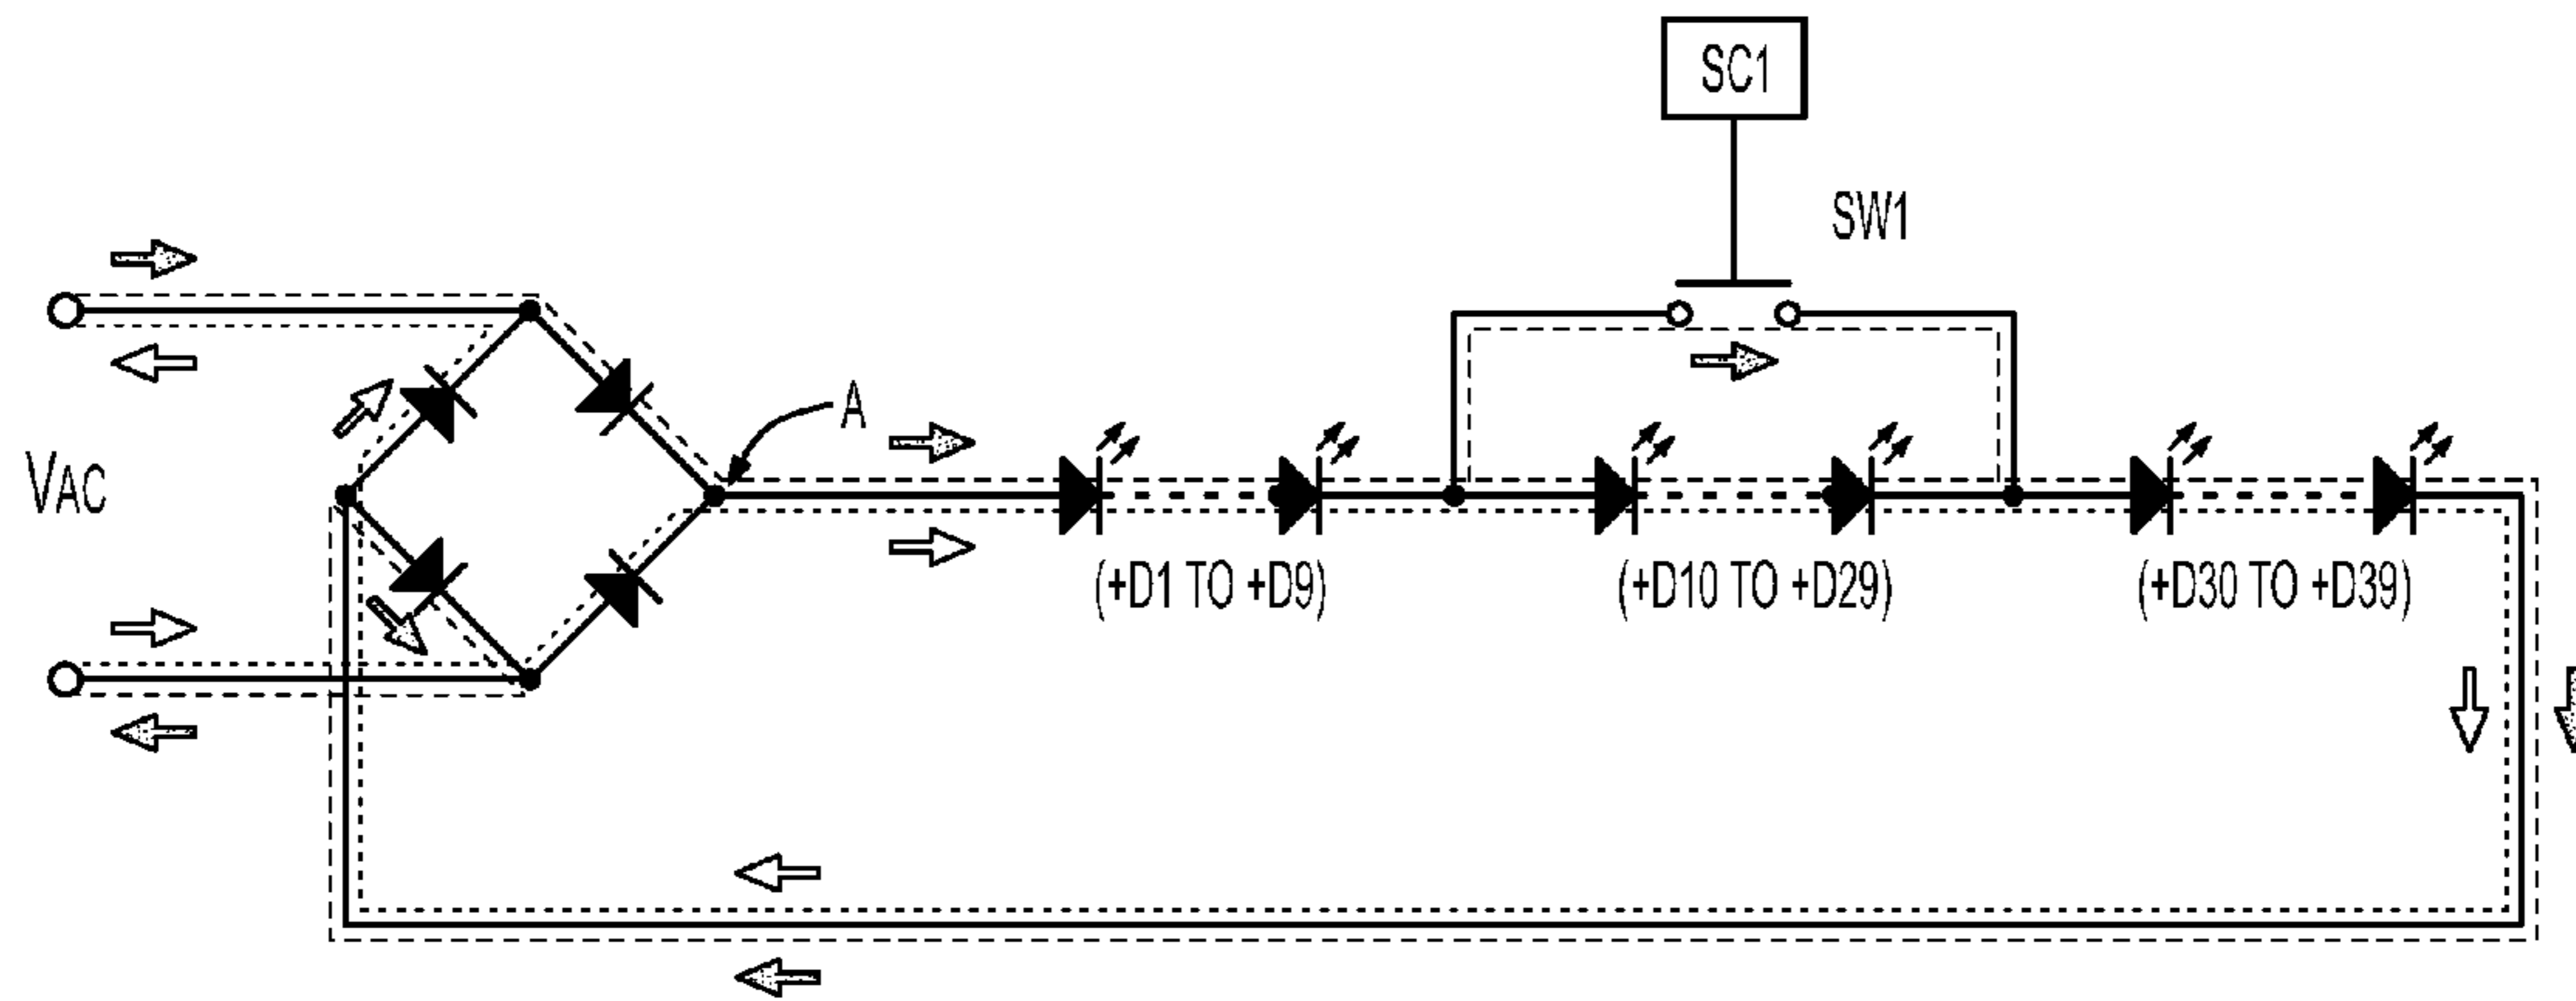 SC1
SW1
A
VAC
(+D1 TO +D9)
(+D10 TO +D29)
(+D30 TO +D39)